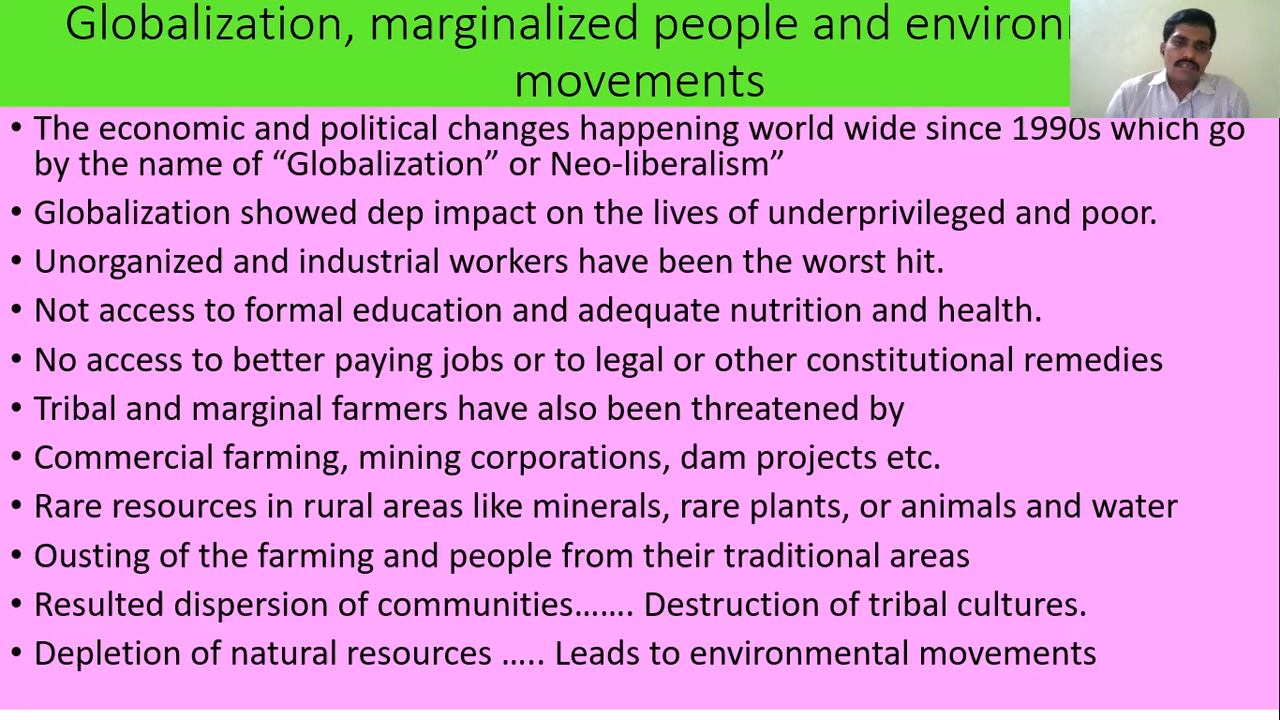 Globalization, marginalized people and
movements
• The economic and political changes happening world wide since 1990s which go
by the name of “Globalization” or Neo-liberalism”
• Globalization showed dep impact on the lives of underprivileged and poor.
• Unorganized and industrial workers have been the worst hit.
• Not access to formal education and adequate nutrition and health.
• No access to better paying jobs or to legal or other constitutional remedies
• Tribal and marginal farmers have also been threatened by
• Commercial farming, mining corporations, dam projects etc.
• Rare resources in rural areas like minerals, rare plants, or animals and water
• Ousting of the farming and people from their traditional areas
• Resulted dispersion of communities……. Destruction of tribal cultures.
• Depletion of natural resources ….. Leads to environmental movements